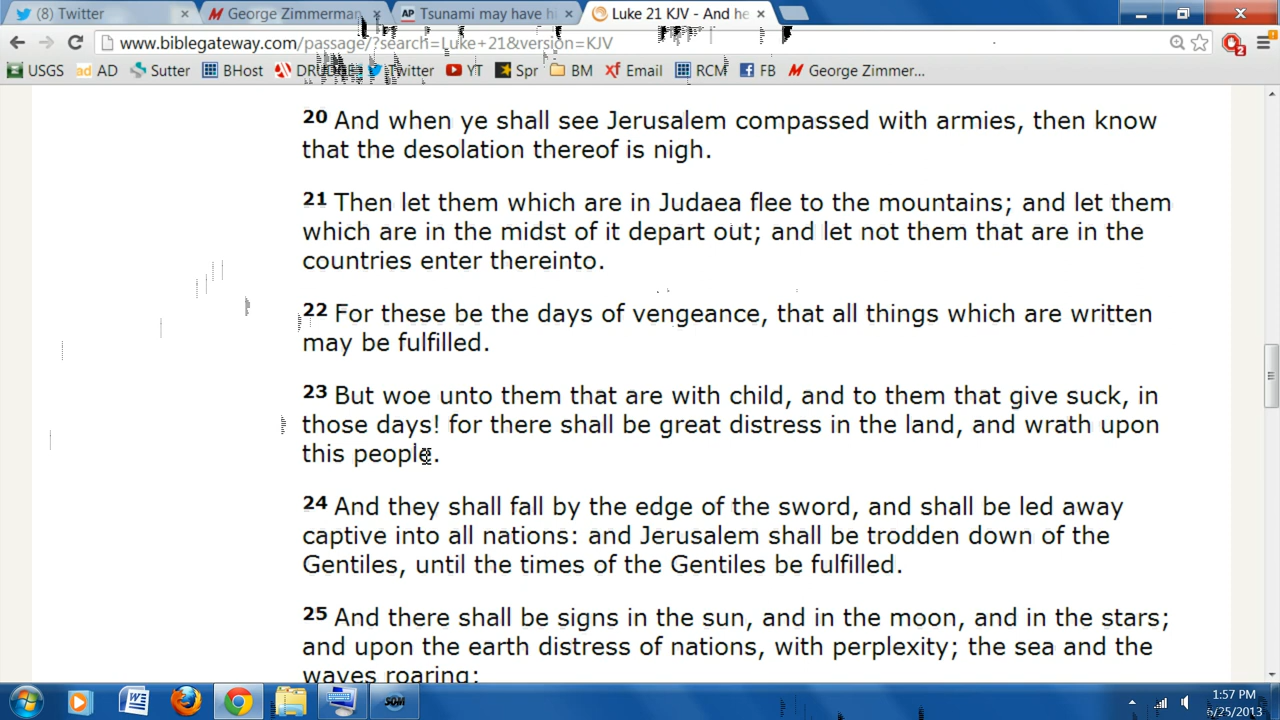 (8) Twitter
George Zimmerman
Tsunami may have hi
Luke 21 KJV - And he
www.biblegateway.com/passage/?search=Luke+21&version=KJV
2
USGS
ad AD
Sutter
BHost
DRUDGE
Twitter
YT
Spr
BM
Xf Email
RCM
FB
George Zimmer...
20 And when ye shall see Jerusalem compassed with armies, then know
that the desolation thereof is nigh.
21 Then let them which are in Judaea flee to the mountains; and let them
which are in the midst of it depart out; and let not them that are in the
countries enter thereinto.
22 For these be the days of vengeance, that all things which are written
may be fulfilled.
23 But woe unto them that are with child, and to them that give suck, in
those days! for there shall be great distress in the land, and wrath upon
this people.
24 And they shall fall by the edge of the sword, and shall be led away
captive into all nations: and Jerusalem shall be trodden down of the
Gentiles, until the times of the Gentiles be fulfilled.
25 And there shall be signs in the sun, and in the moon, and in the stars;
and upon the earth distress of nations, with perplexity; the sea and the
waves roaring;
1:57 PM
6/25/2013